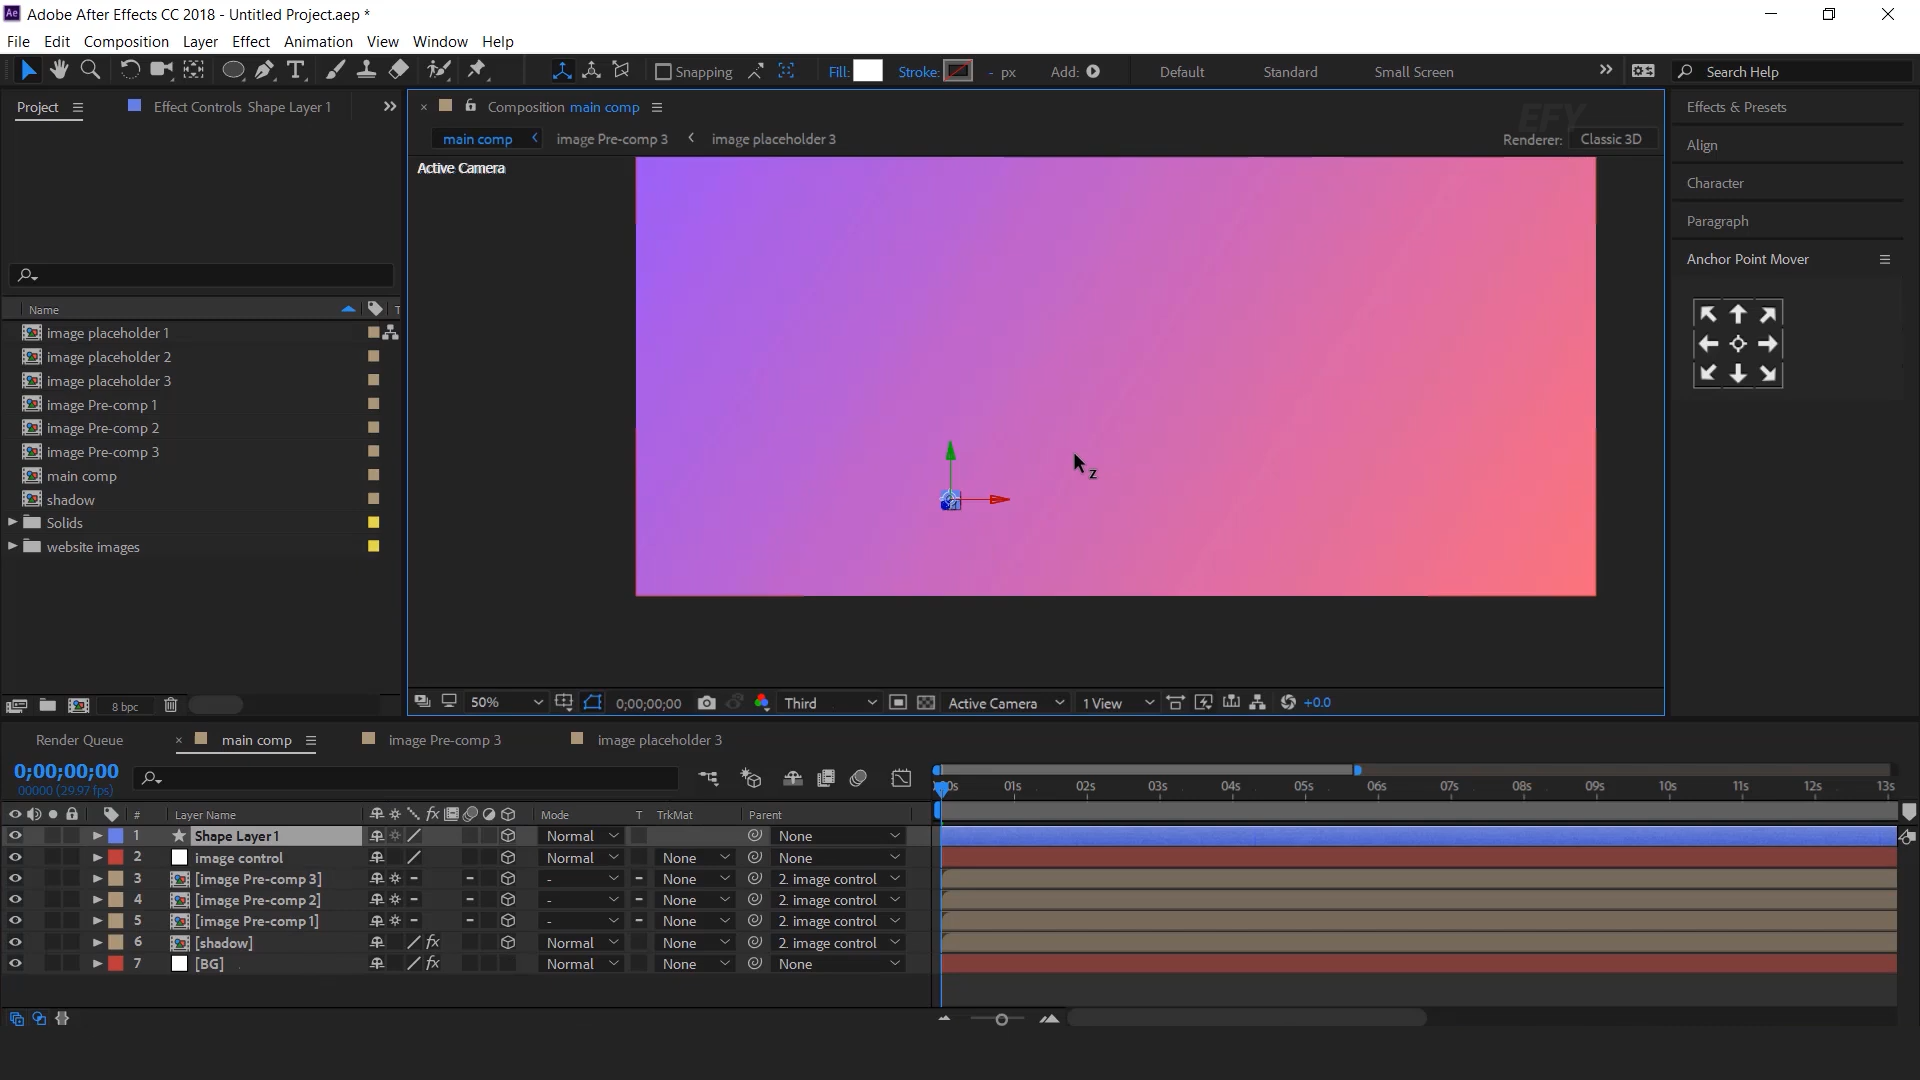 Ae Adobe After Effects CC 2018 - Untitled Project.aep *
File Edit Composition Layer Effect Animation View Window Help
T Snapping Fill: Stroke: - px Add: Default Standard Small Screen Search Help
Project Effect Controls Shape Layer 1
Composition main comp
EFY
main comp image Pre-comp 3 image placeholder 3
Renderer: Classic 3D
Active Camera
Effects & Presets
Align
Character
Paragraph
Anchor Point Mover
Name T
image placeholder 1
image placeholder 2
image placeholder 3
image Pre-comp 1
image Pre-comp 2
image Pre-comp 3
main comp
shadow
Solids
website images
z
8 bpc
50% 0;00;00;00 Third Active Camera 1 View +0.0
Render Queue main comp image Pre-comp 3 image placeholder 3
0;00;00;00
00000 (29.97 fps)
00s 01s 02s 03s 04s 05s 06s 07s 08s 09s 10s 11s 12s 13s
# Layer Name fx Mode T TrkMat Parent
1 Shape Layer 1 Normal None
2 image control Normal None None
3 [image Pre-comp 3] - None 2. image control
4 [image Pre-comp 2] - None 2. image control
5 [image Pre-comp 1] - None 2. image control
6 [shadow] fx Normal None 2. image control
7 [BG] fx Normal None None